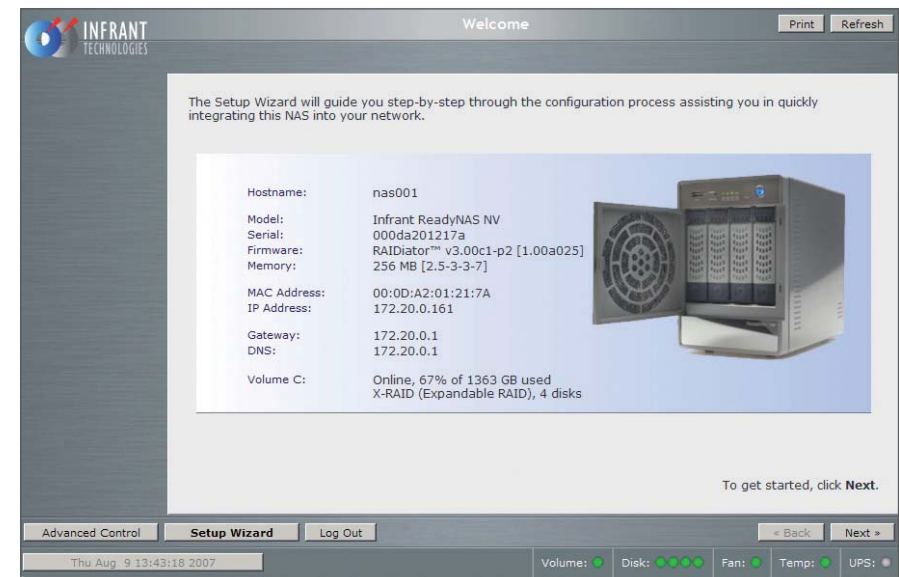 INFRANT
TECHNOLOGIES
Welcome
Print
Refresh
The Setup Wizard will guide you step-by-step through the configuration process assisting you in quickly
integrating this NAS into your network.
Hostname: nas001
Model: Infrant ReadyNAS NV
Serial: 000da201217a
Firmware: RAIDiator™ v3.00c1-p2 [1.00a025]
Memory: 256 MB [2.5-3-3-7]
MAC Address: 00:0D:A2:01:21:7A
IP Address: 172.20.0.161
Gateway: 172.20.0.1
DNS: 172.20.0.1
Volume C: Online, 67% of 1363 GB used
X-RAID (Expandable RAID), 4 disks
To get started, click Next.
Advanced Control
Setup Wizard
Log Out
« Back
Next »
Thu Aug 9 13:43:18 2007
Volume:
Disk:
Fan:
Temp:
UPS: